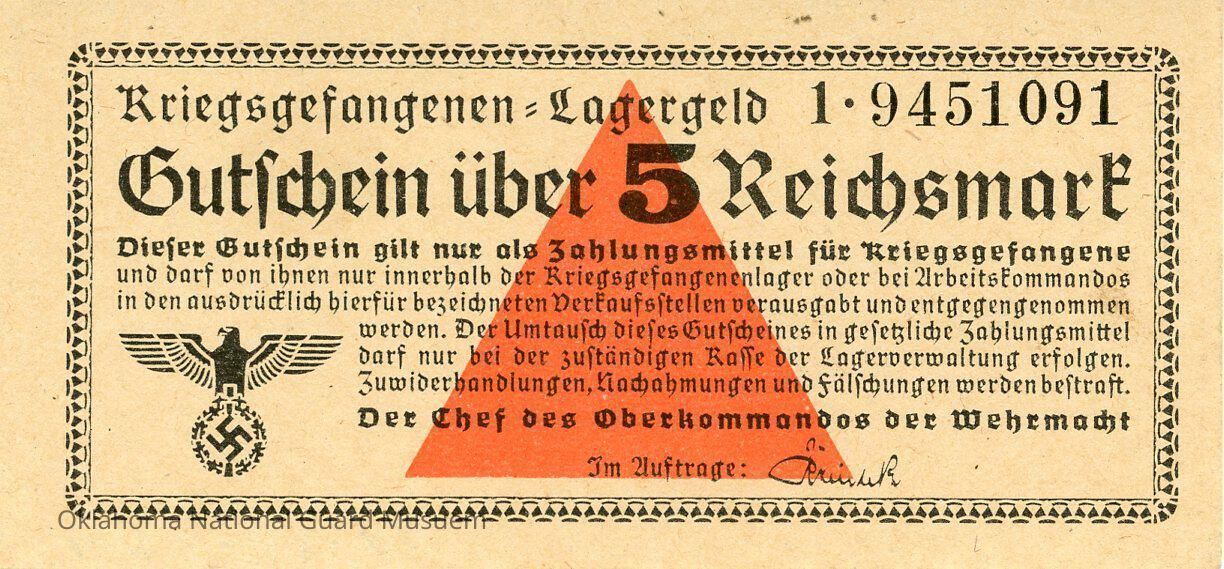 Kriegsgefangenen=Lagergeld 1·9451091
Gutschein über 5 Reichsmark
Dieser Gutschein gilt nur als Zahlungsmittel für Kriegsgefangene
und darf von ihnen nur innerhalb der Kriegsgefangenenlager oder bei Arbeitskommandos
in den ausdrücklich hierfür bezeichneten Verkaufsstellen verausgabt und entgegengenommen
werden. Der Umtausch dieses Gutscheines in gesetzliche Zahlungsmittel
darf nur bei der zuständigen Kasse der Lagerverwaltung erfolgen.
Zuwiderhandlungen, Nachahmungen und Fälschungen werden bestraft.
Der Chef des Oberkommandos der Wehrmacht
Im Auftrage:
Oklahoma National Guard Musuem